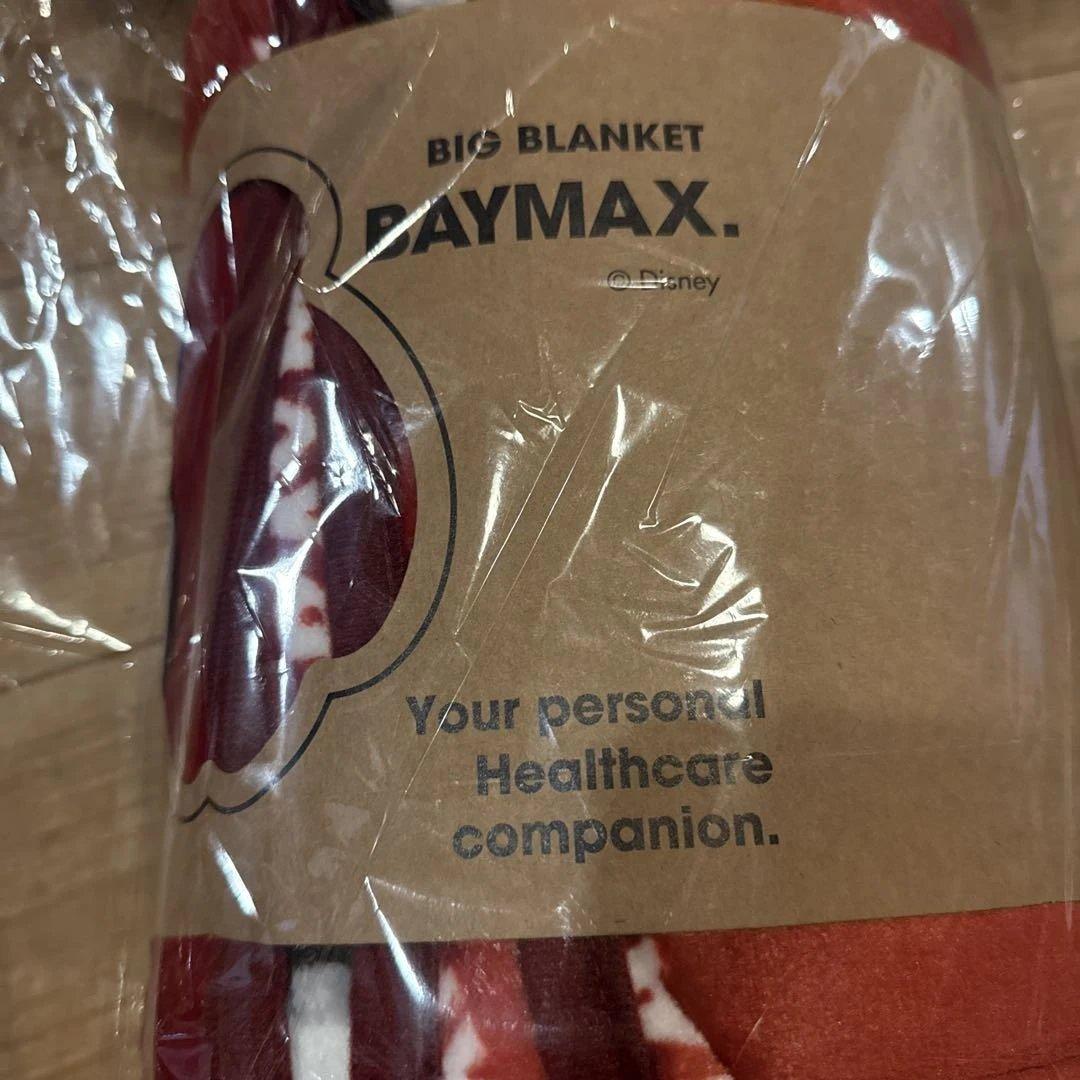 BIG BLANKET
BAYMAX.
© Disney
Your personal
Healthcare
companion.